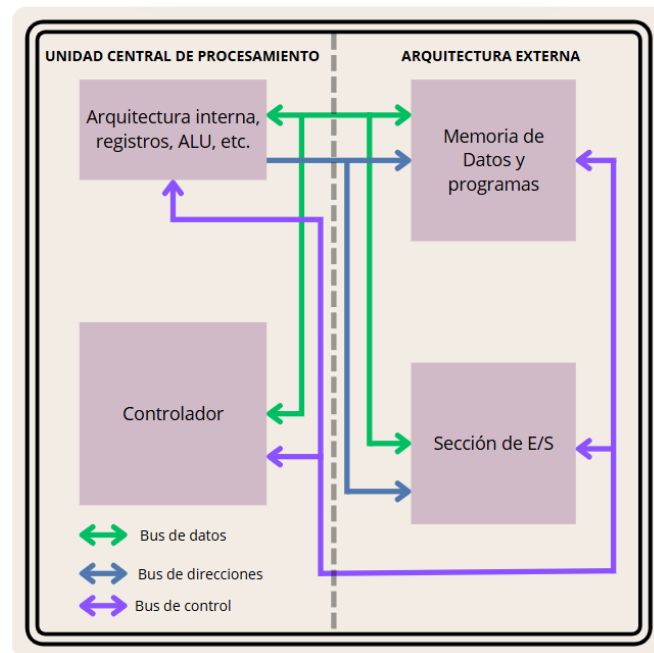 UNIDAD CENTRAL DE PROCESAMIENTO
ARQUITECTURA EXTERNA
Arquitectura interna,
registros, ALU, etc.
Memoria de
Datos y
programas
Controlador
Sección de E/S
Bus de datos
Bus de direcciones
Bus de control